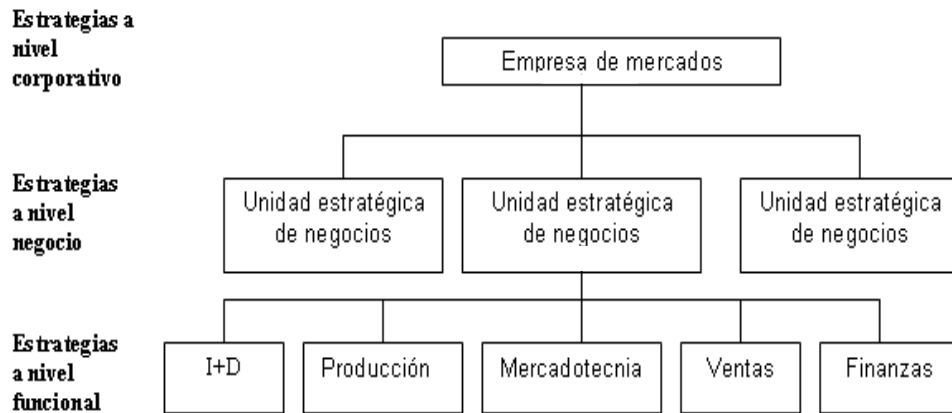 Estrategias a
nivel
corporativo
Empresa de mercados
Estrategias
a nivel
negocio
Unidad estratégica
de negocios
Unidad estratégica
de negocios
Unidad estratégica
de negocios
Estrategias
a nivel
funcional
I+D
Producción
Mercadotecnia
Ventas
Finanzas